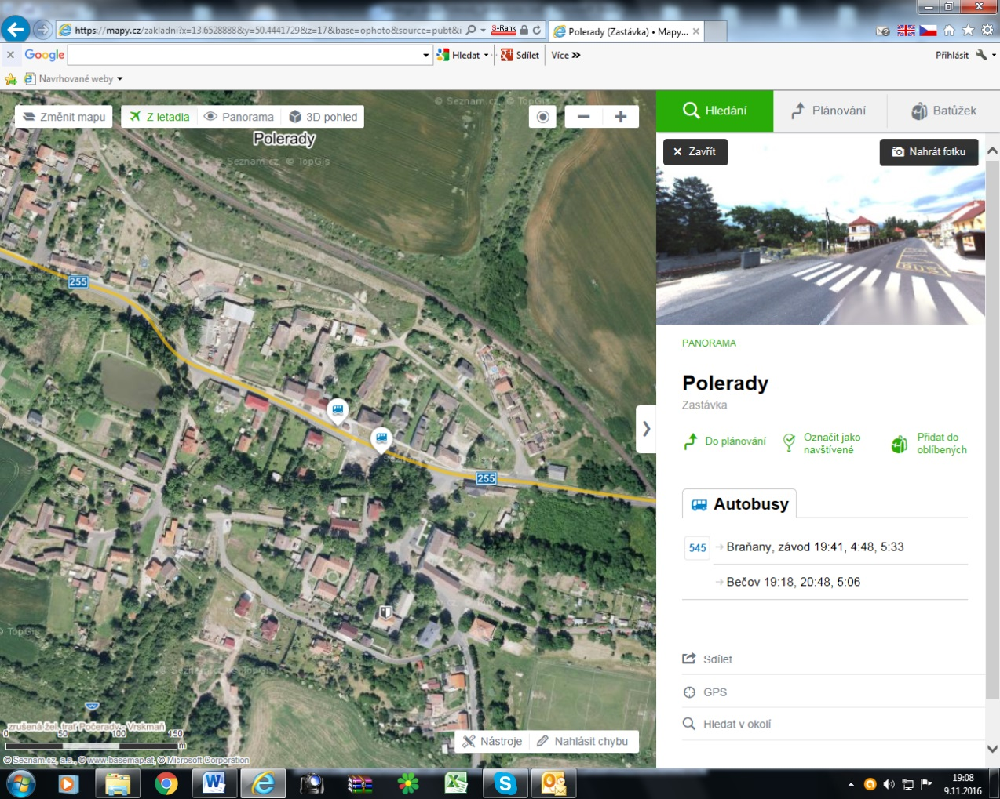 https://mapy.cz/zakladni?x=13.6528888&y=50.4441729&z=17&base=ophoto&source=pubt&i
S-Rank
Polerady (Zastávka) • Mapy...
x Google
Hledat
Sdílet
Více »
Přihlásit
Navrhované weby
Změnit mapu
Z letadla
Panorama
3D pohled
© Seznam.cz, © TopGis
Polerady
© Seznam.cz, © TopGis
255
255
© TopGis
zrušená žel. trať Počerady - Vrskmaň
0 50 100 150
m
© Seznam.cz, a.s., © www.basemap.at, © Microsoft Corporation
Nástroje
Nahlásit chybu
Hledání
Plánování
Batůžek
Zavřít
Nahrát fotku
BUS
PANORAMA
Polerady
Zastávka
Do plánování
Označit jako
navštívené
Přidat do
oblíbených
Autobusy
545 Braňany, závod 19:41, 4:48, 5:33
Bečov 19:18, 20:48, 5:06
Sdílet
GPS
Hledat v okolí
19:08
9.11.2016